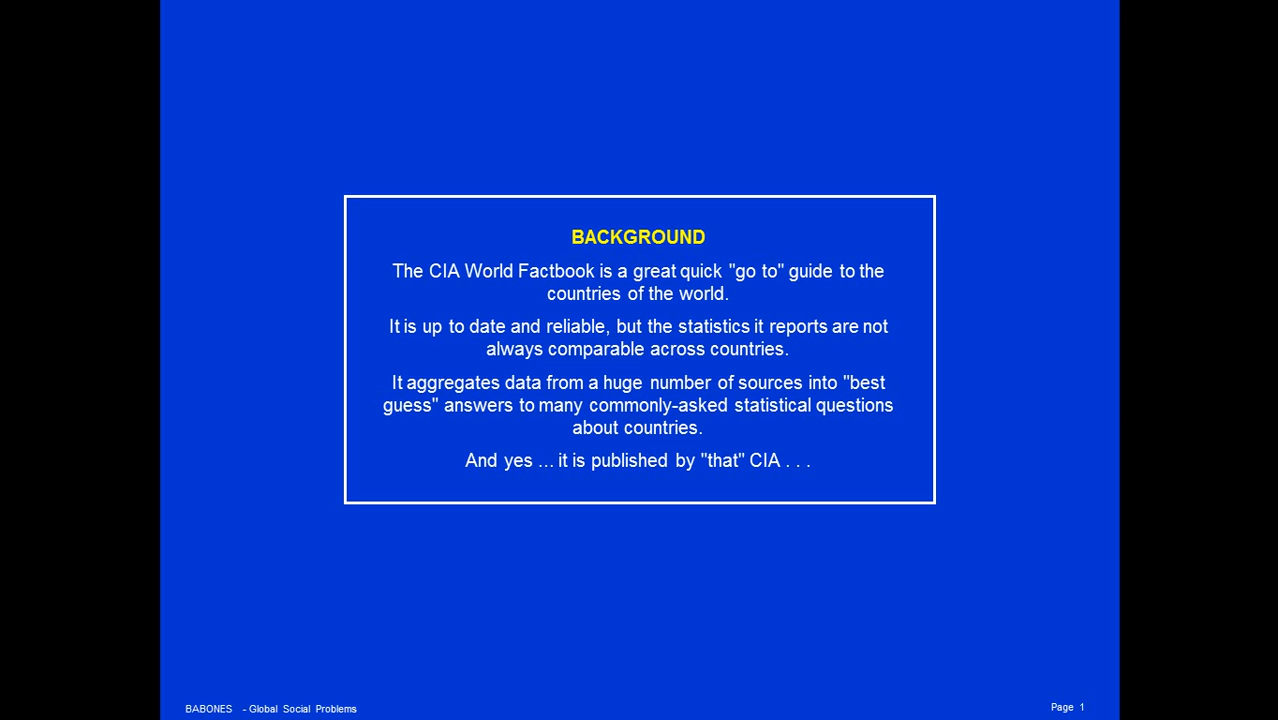 BACKGROUND
The CIA World Factbook is a great quick "go to" guide to the
countries of the world.
It is up to date and reliable, but the statistics it reports are not
always comparable across countries.
It aggregates data from a huge number of sources into "best
guess" answers to many commonly-asked statistical questions
about countries.
And yes ... it is published by "that" CIA . . .
BABONES - Global Social Problems
Page 1